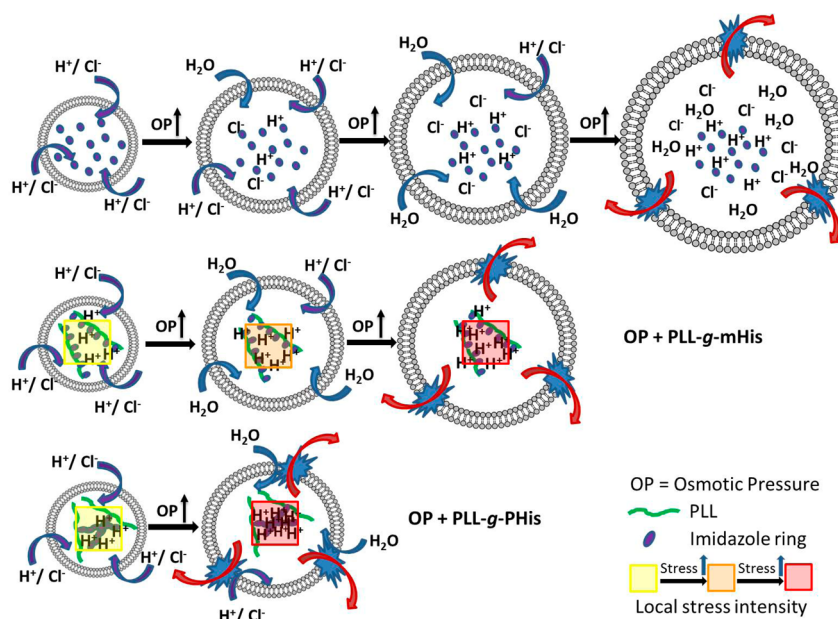 H⁺/ Cl⁻
H⁺/ Cl⁻
H⁺/ Cl⁻
OP
H₂O
H⁺/ Cl⁻
Cl⁻
H⁺
H⁺
Cl⁻
H⁺/ Cl⁻
H⁺/ Cl⁻
OP
H₂O
H⁺/ Cl⁻
Cl⁻
H⁺
Cl⁻
H⁺
H⁺
Cl⁻
H₂O
H₂O
OP
H₂O
H₂O
Cl⁻
Cl⁻
H⁺
H₂O
H⁺
Cl⁻
H₂O
H⁺
H⁺
H⁺
Cl⁻
H₂O
Cl⁻
H⁺
Cl⁻
H₂O
H⁺/ Cl⁻
H⁺
H⁺
H⁺
H⁺
H⁺
H⁺/ Cl⁻
H⁺/ Cl⁻
OP
H₂O
H⁺/ Cl⁻
H⁺
H
H⁺
H⁺
H⁺
H⁺
H₂O
H₂O
OP
H⁺
H⁺
H⁺
H⁺
H⁺
H⁺
H⁺
OP + PLL-g-mHis
H⁺/ Cl⁻
H⁺
H⁺
H⁺
H⁺
H⁺/ Cl⁻
H⁺/ Cl⁻
OP
H₂O
H⁺
H⁺
H⁺
H⁺
H⁺
H⁺
H₂O
H⁺/ Cl⁻
OP + PLL-g-PHis
OP = Osmotic Pressure
PLL
Imidazole ring
Stress
Stress
Local stress intensity